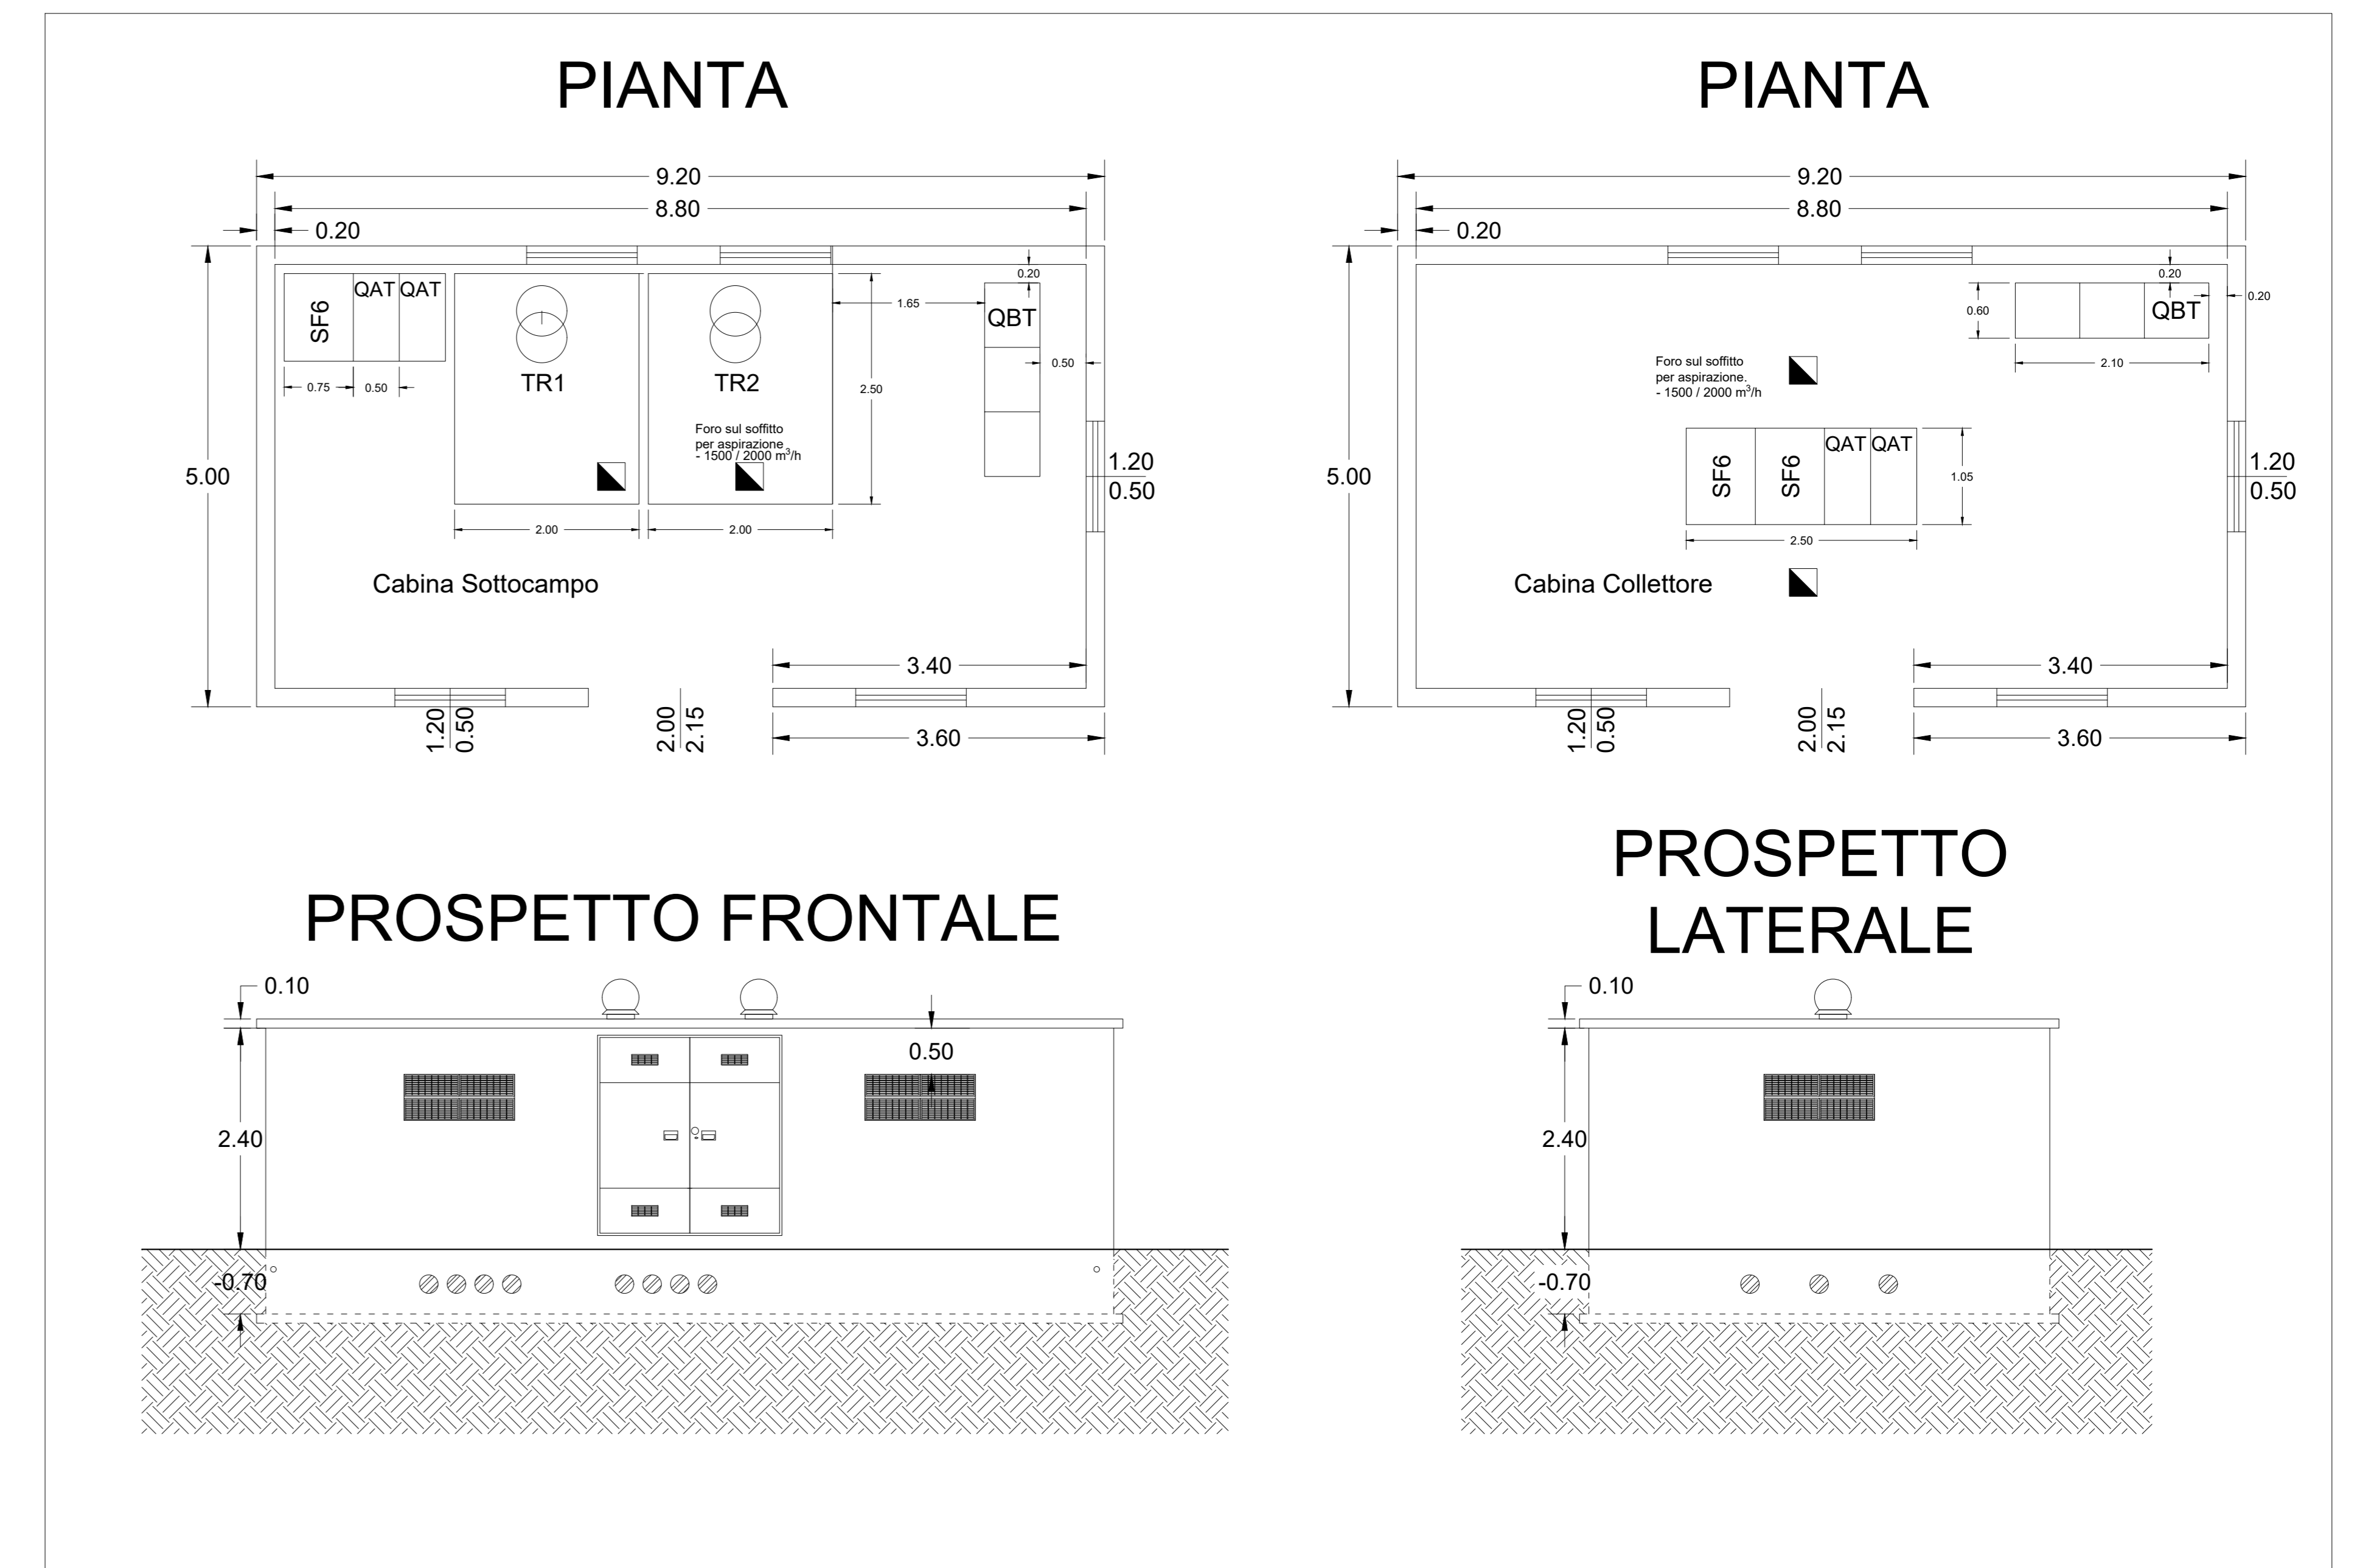 PIANTA
9.20
8.80
0.20
5.00
SF6
QAT
QAT
0.75
0.50
TR1
TR2
Foro sul soffitto
per aspirazione
- 1500 / 2000 m³/h
2.00
2.00
2.50
1.65
0.20
QBT
0.50
1.20
0.50
Cabina Sottocampo
3.40
1.20
0.50
2.00
2.15
3.60
PIANTA
9.20
8.80
0.20
5.00
0.20
0.20
0.60
QBT
2.10
Foro sul soffitto
per aspirazione.
- 1500 / 2000 m³/h
SF6
SF6
QAT
QAT
1.05
2.50
1.20
0.50
Cabina Collettore
3.40
1.20
0.50
2.00
2.15
3.60
PROSPETTO FRONTALE
0.10
0.50
2.40
-0.70
PROSPETTO
LATERALE
0.10
2.40
-0.70